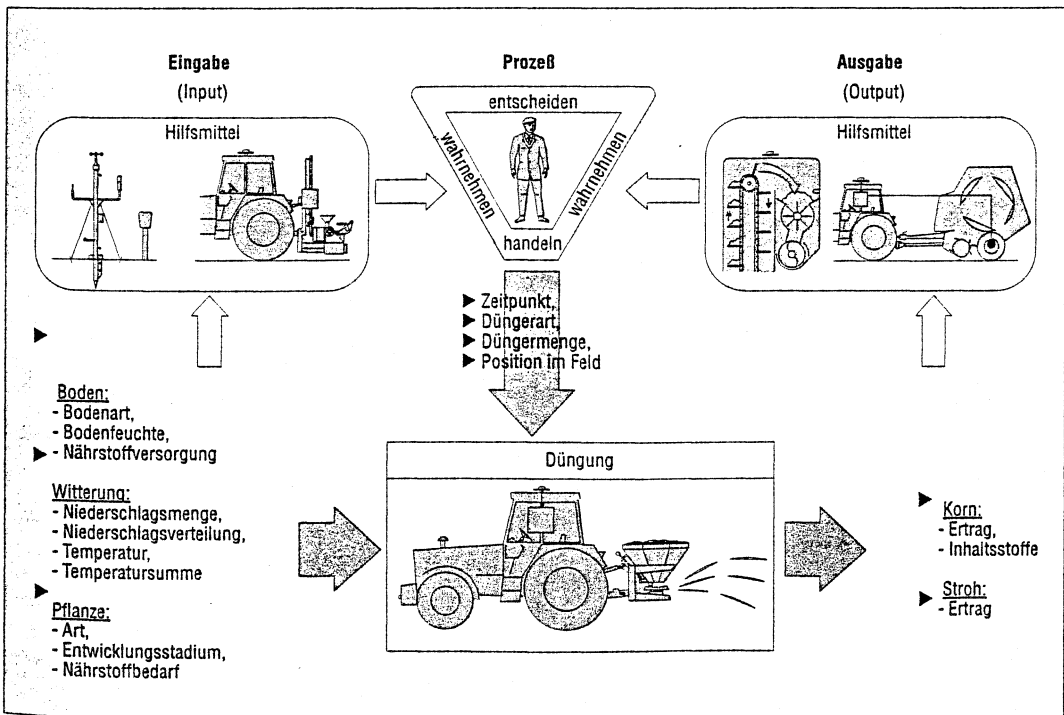 Eingabe
(Input)
Hilfsmittel
Prozeß
entscheiden
wahrnehmen
wahrnehmen
handeln
Ausgabe
(Output)
Hilfsmittel
▶ Zeitpunkt,
▶ Düngerart,
▶ Düngermenge,
▶ Position im Feld
Boden:
- Bodenart,
- Bodenfeuchte,
- Nährstoffversorgung
Witterung:
- Niederschlagsmenge,
- Niederschlagsverteilung,
- Temperatur,
- Temperatursumme
Pflanze:
- Art,
- Entwicklungsstadium,
- Nährstoffbedarf
Düngung
Korn:
- Ertrag,
- Inhaltsstoffe
Stroh:
- Ertrag